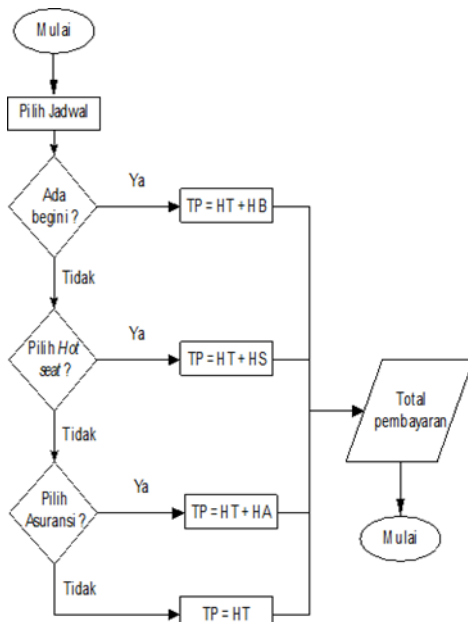 Mulai
Pilih Jadwal
Ada
begini ?
Ya
TP = HT + HB
Tidak
Pilih Hot
seat ?
Ya
TP = HT + HS
Tidak
Total
pembayaran
Pilih
Asuransi ?
Ya
TP = HT + HA
Mulai
Tidak
TP = HT